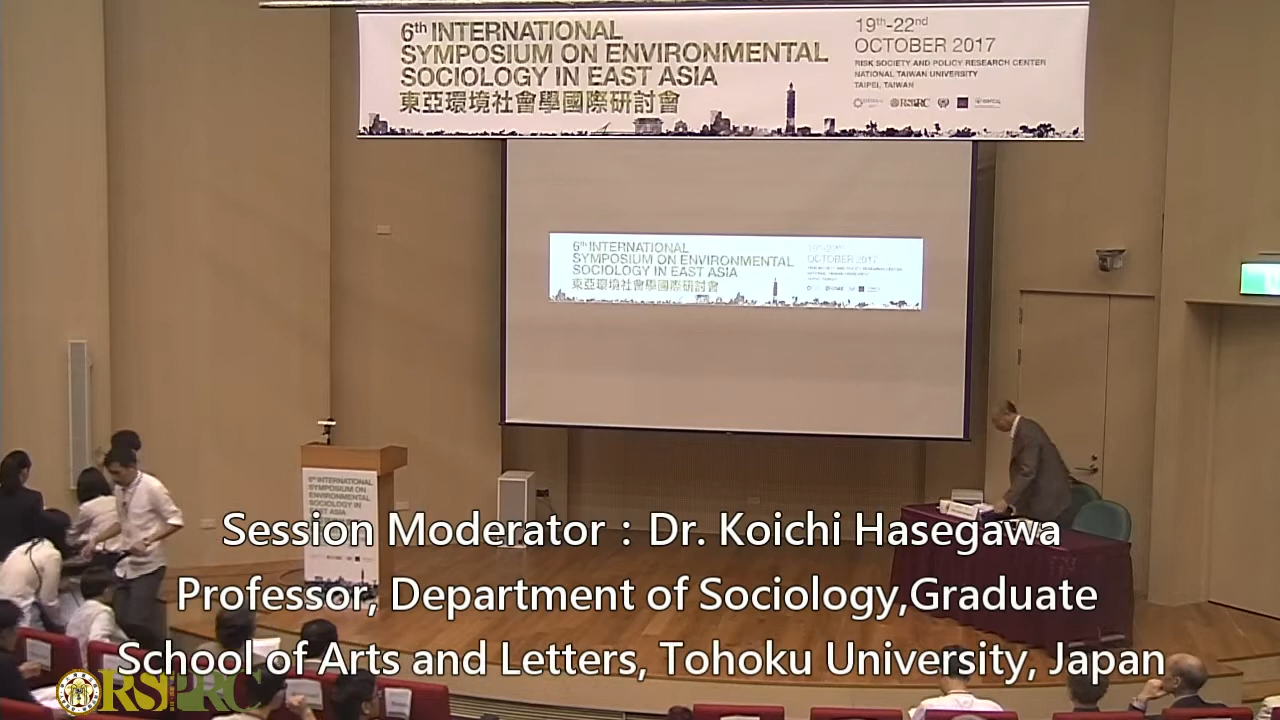 6th INTERNATIONAL
SYMPOSIUM ON ENVIRONMENTAL
SOCIOLOGY IN EAST ASIA
東亞環境社會學國際研討會
19th-22nd
OCTOBER 2017
RISK SOCIETY AND POLICY RESEARCH CENTER
NATIONAL TAIWAN UNIVERSITY
TAIPEI, TAIWAN
RSPRC
6th INTERNATIONAL
SYMPOSIUM ON ENVIRONMENTAL
SOCIOLOGY IN EAST ASIA
東亞環境社會學國際研討會
OCTOBER 2017
6th INTERNATIONAL
SYMPOSIUM ON
ENVIRONMENTAL
SOCIOLOGY IN
EAST ASIA
Session Moderator：Dr. Koichi Hasegawa
Professor, Department of Sociology,Graduate
School of Arts and Letters, Tohoku University, Japan
RSPRC